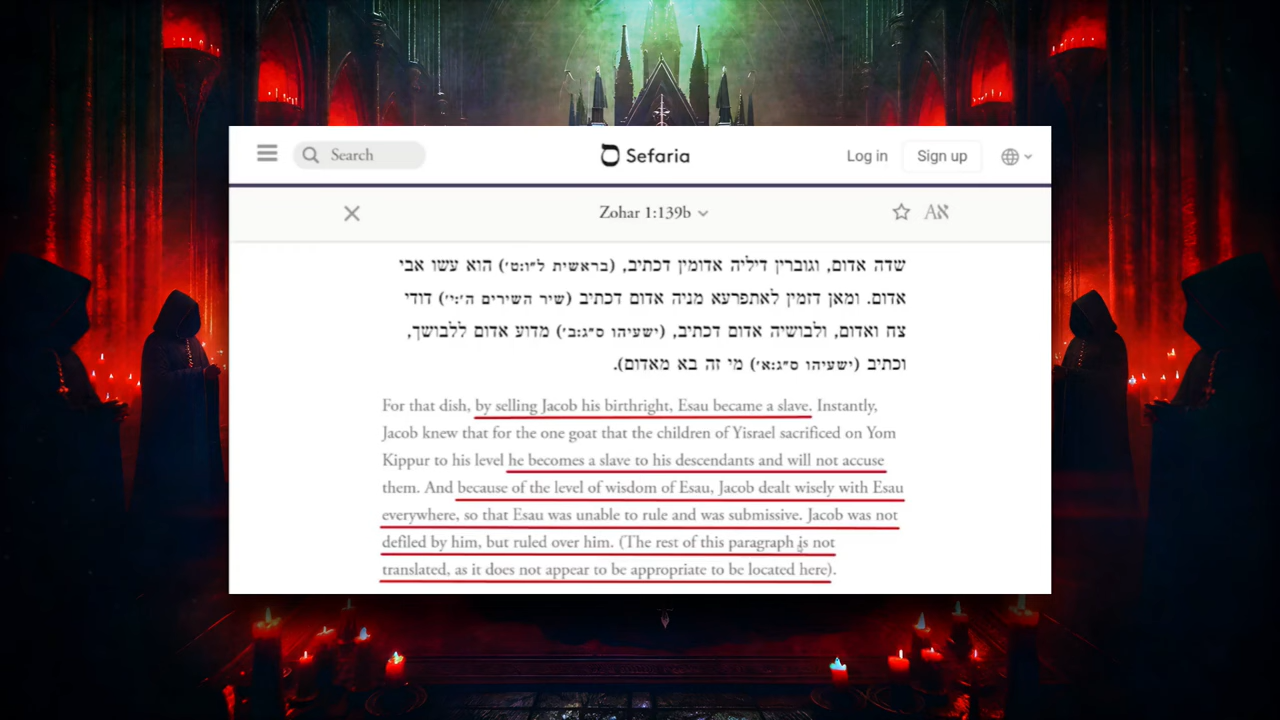 Search
Sefaria
Log in
Sign up
Zohar 1:139b
Aא
שדה אדום, וגוברין דיליה אדומין דכתיב, (בראשית ל״ו:ט׳) הוא עשו אבי
אדום. ומאן דזמין לאתפרעא מניה אדום דכתיב (שיר השירים ה׳:י׳) דודי
צח ואדום, ולבושיה אדום דכתיב, (ישעיהו ס״ג:ב׳) מדוע אדום ללבושך,
וכתיב (ישעיהו ס״ג:א׳) מי זה בא מאדום).
For that dish, by selling Jacob his birthright, Esau became a slave. Instantly,
Jacob knew that for the one goat that the children of Yisrael sacrificed on Yom
Kippur to his level he becomes a slave to his descendants and will not accuse
them. And because of the level of wisdom of Esau, Jacob dealt wisely with Esau
everywhere, so that Esau was unable to rule and was submissive. Jacob was not
defiled by him, but ruled over him. (The rest of this paragraph is not
translated, as it does not appear to be appropriate to be located here).